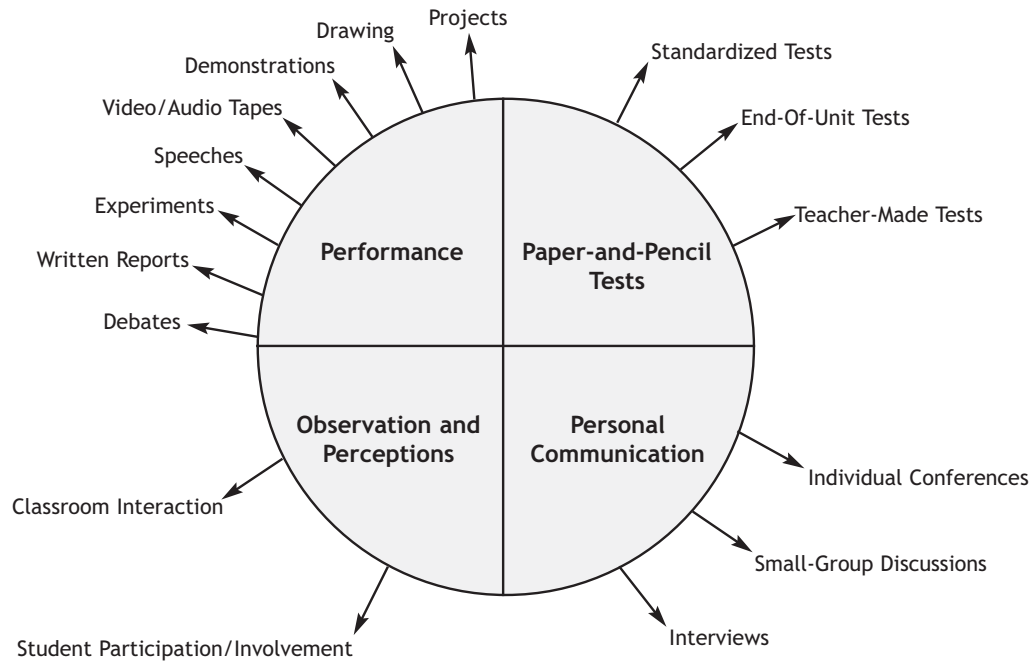 Projects
Drawing
Standardized Tests
Demonstrations
Video/Audio Tapes
End-Of-Unit Tests
Speeches
Experiments
Teacher-Made Tests
Performance
Paper-and-Pencil
Tests
Written Reports
Debates
Observation and
Perceptions
Personal
Communication
Individual Conferences
Classroom Interaction
Small-Group Discussions
Interviews
Student Participation/Involvement